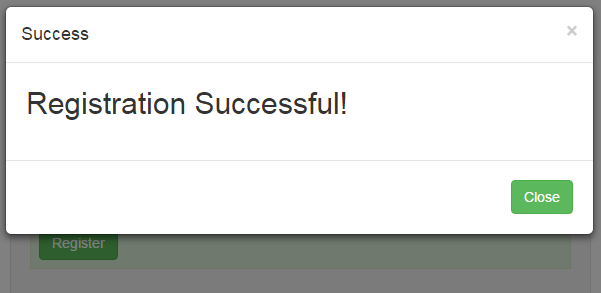 Success ×
Registration Successful!
Close
Register